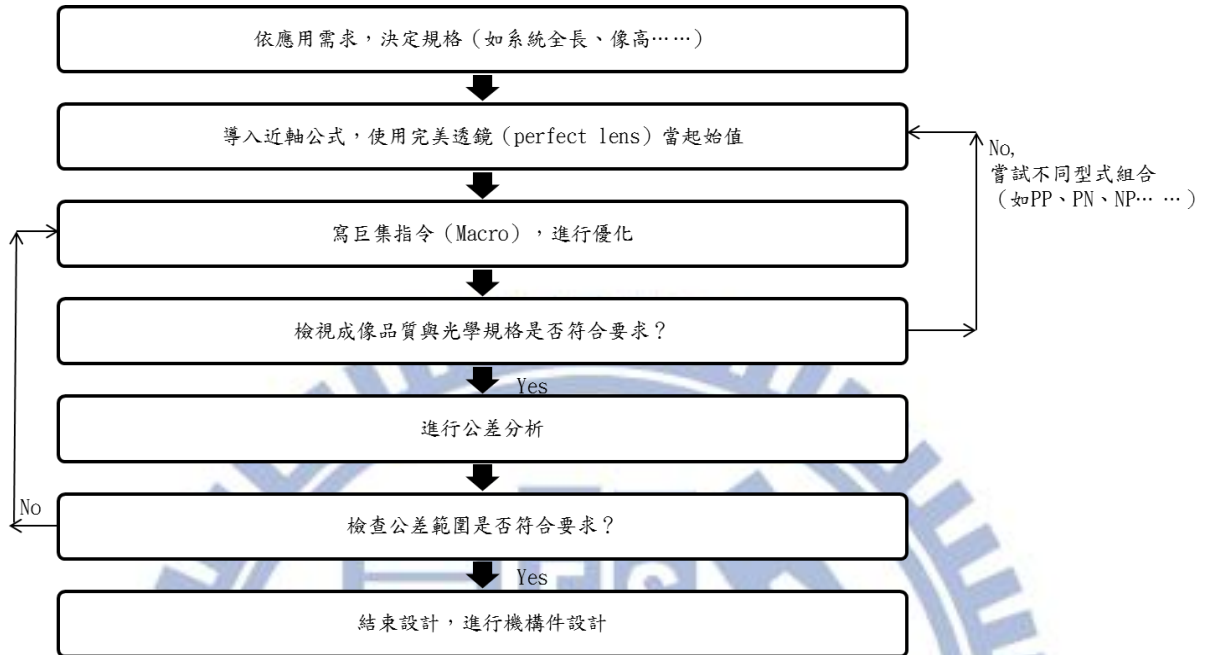 依應用需求，決定規格（如系統全長、像高……）
導入近軸公式，使用完美透鏡（perfect lens）當起始值
No,
嘗試不同型式組合
（如PP、PN、NP… …）
寫巨集指令（Macro），進行優化
檢視成像品質與光學規格是否符合要求？
Yes
進行公差分析
No
檢查公差範圍是否符合要求？
Yes
結束設計，進行機構件設計